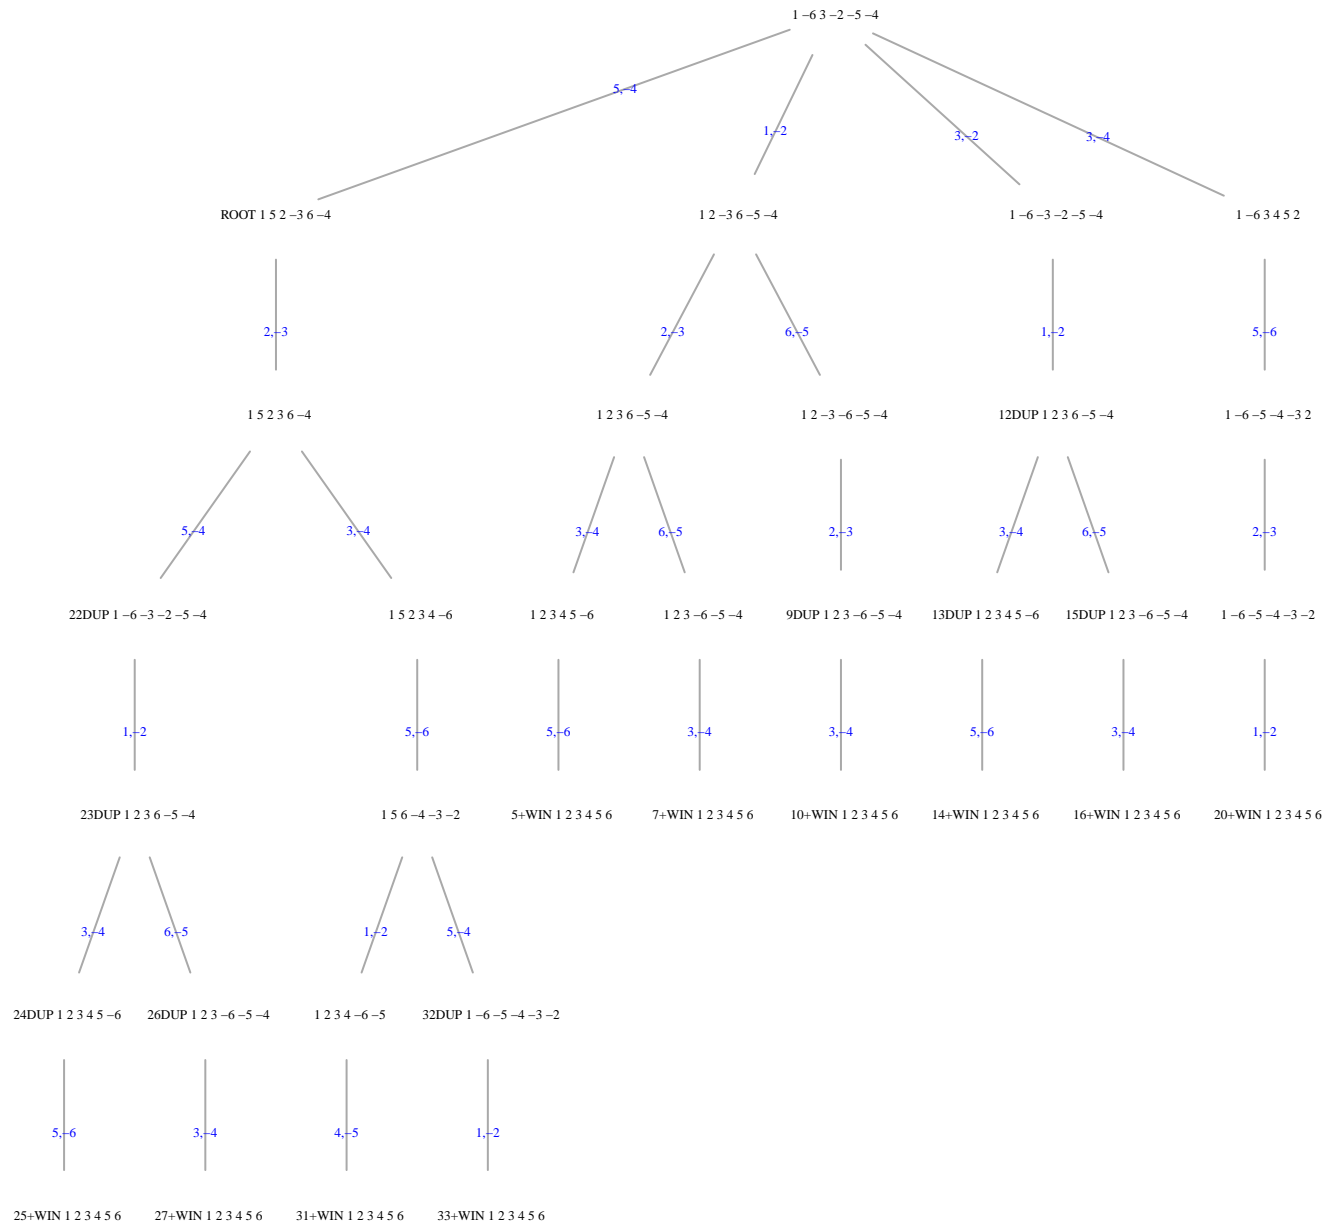 1 –6 3 –2 –5 –4
5,–4
1,–2
3,–2
3,–4
ROOT 1 5 2 –3 6 –4
1 2 –3 6 –5 –4
1 –6 –3 –2 –5 –4
1 –6 3 4 5 2
2,–3
2,–3
6,–5
1,–2
5,–6
1 5 2 3 6 –4
1 2 3 6 –5 –4
1 2 –3 –6 –5 –4
12DUP 1 2 3 6 –5 –4
1 –6 –5 –4 –3 2
5,–4
3,–4
3,–4
6,–5
2,–3
3,–4
6,–5
2,–3
22DUP 1 –6 –3 –2 –5 –4
1 5 2 3 4 –6
1 2 3 4 5 –6
1 2 3 –6 –5 –4
9DUP 1 2 3 –6 –5 –4
13DUP 1 2 3 4 5 –6
15DUP 1 2 3 –6 –5 –4
1 –6 –5 –4 –3 –2
1,–2
5,–6
5,–6
3,–4
3,–4
5,–6
3,–4
1,–2
23DUP 1 2 3 6 –5 –4
1 5 6 –4 –3 –2
5+WIN 1 2 3 4 5 6
7+WIN 1 2 3 4 5 6
10+WIN 1 2 3 4 5 6
14+WIN 1 2 3 4 5 6
16+WIN 1 2 3 4 5 6
20+WIN 1 2 3 4 5 6
3,–4
6,–5
1,–2
5,–4
24DUP 1 2 3 4 5 –6
26DUP 1 2 3 –6 –5 –4
1 2 3 4 –6 –5
32DUP 1 –6 –5 –4 –3 –2
5,–6
3,–4
4,–5
1,–2
25+WIN 1 2 3 4 5 6
27+WIN 1 2 3 4 5 6
31+WIN 1 2 3 4 5 6
33+WIN 1 2 3 4 5 6